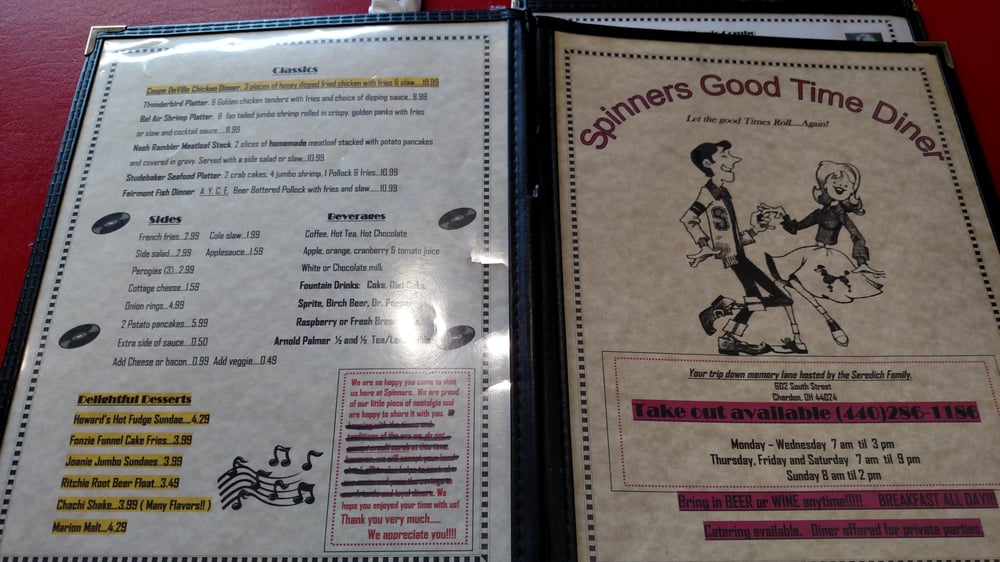 Classics
Coupe DeVille Chicken Dinner. 3 pieces of honey dipped fried chicken with fries & slaw....10.99
Thunderbird Platter. 6 Golden chicken tenders with fries and choice of dipping sauce...8.99
Bel Air Shrimp Platter. 8 fan tailed jumbo shrimp rolled in crispy, golden panko with fries
or slaw and cocktail sauce....8.99
Nash Rambler Meatloaf Stack. 2 slices of homemade meatloaf stacked with potato pancakes
and covered in gravy. Served with a side salad or slaw...10.99
Studebaker Seafood Platter. 2 crab cakes, 4 jumbo shrimp, 1 Pollock & fries...10.99
Fairmont Fish Dinner A.Y.C.E. Beer Battered Pollock with fries and slaw.....10.99
Sides
French fries...2.99 Cole slaw...1.99
Side salad...2.99 Applesauce...1.59
Perogies (3)...2.99
Cottage cheese...1.59
Onion rings...4.99
2 Potato pancakes...5.99
Extra side of sauce...0.50
Add Cheese or bacon...0.99 Add veggie....0.49
Beverages
Coffee, Hot Tea, Hot Chocolate
Apple, orange, cranberry & tomato juice
White or Chocolate milk
Fountain Drinks: Coke, Diet Coke,
Sprite, Birch Beer, Dr. Pepper
Raspberry or Fresh
Arnold Palmer ½ and ½
Delightful Desserts
Howard's Hot Fudge Sundae....4.29
Fonzie Funnel Cake Fries...3.99
Joanie Jumbo Sundaes 3.99
Ritchie Root Beer Float...3.49
Chachi Shake...3.99 ( Many Flavors!! )
Marion Malt...4.29
We are so happy you came to visit
us here at Spinners. We are proud
of our little piece of nostalgia and
are happy to share it with you.
We
hope you enjoyed your time with us!
Thank you very much.....
We appreciate you!!!!
Spinners Good Time Diner
Let the good Times Roll....Again!
Your trip down memory lane hosted by the Seredich Family.
602 South Street
Chardon, OH 44024
Take out available (440)286-1186
Monday – Wednesday 7 am til 3 pm
Thursday, Friday and Saturday 7 am til 9 pm
Sunday 8 am til 2 pm
Bring in BEER or WINE anytime!!!!! BREAKFAST ALL DAY!!!
Catering available. Diner offered for private parties.